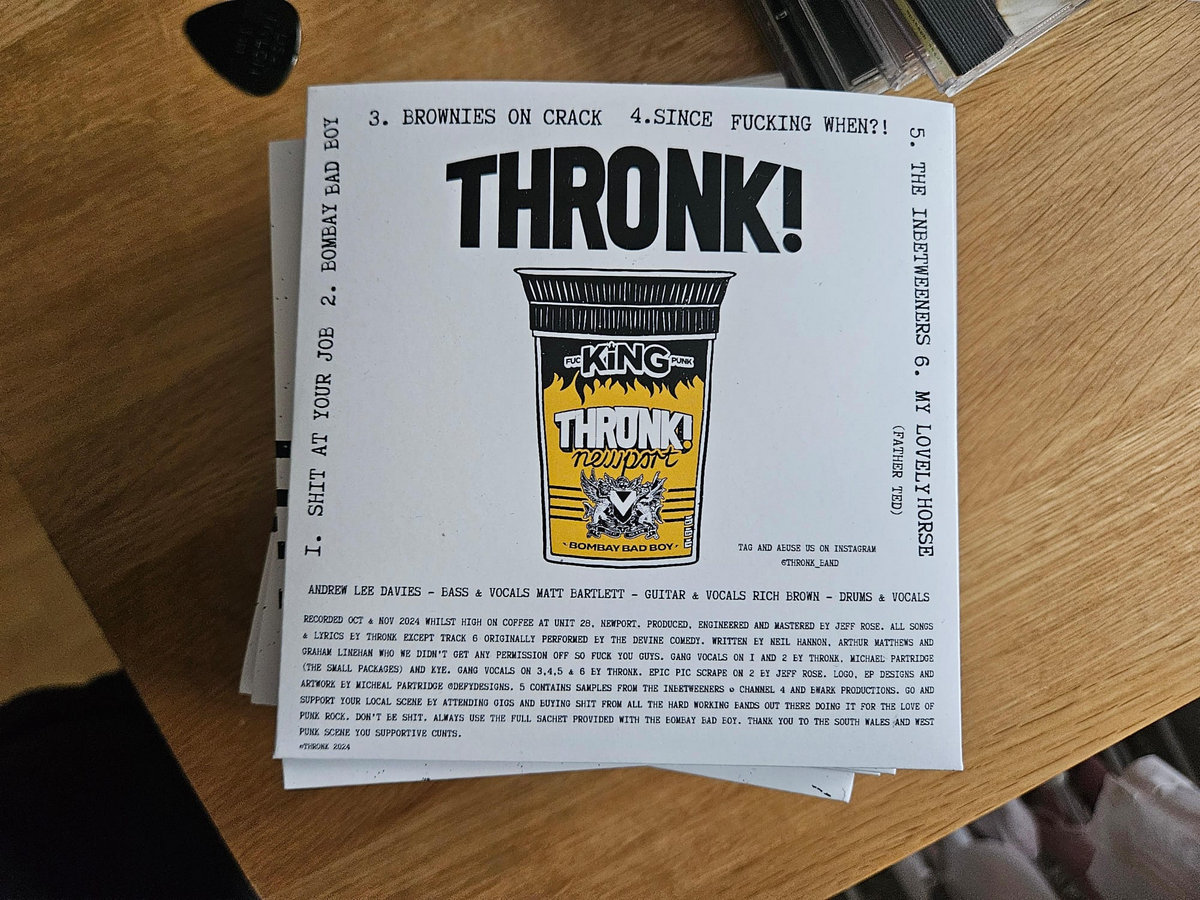 1. SHIT AT YOUR JOB 2. BOMBAY BAD BOY
3. BROWNIES ON CRACK 4.SINCE FUCKING WHEN?!
5. THE INBETWEENERS 6. MY LOVELYHORSE
(FATHER TED)
THRONK!
FUC KiNG PUNK
THRONK!
newport
BOMBAY BAD BOY
TAG AND ABUSE US ON INSTAGRAM
@THRONK_BAND
ANDREW LEE DAVIES - BASS & VOCALS MATT BARTLETT - GUITAR & VOCALS RICH BROWN - DRUMS & VOCALS
RECORDED OCT & NOV 2024 WHILST HIGH ON COFFEE AT UNIT 28, NEWPORT. PRODUCED, ENGINEERED AND MASTERED BY JEFF ROSE. ALL SONGS
& LYRICS BY THRONK EXCEPT TRACK 6 ORIGINALLY PERFORMED BY THE DEVINE COMEDY. WRITTEN BY NEIL HANNON, ARTHUR MATTHEWS AND
GRAHAM LINEHAN WHO WE DIDN'T GET ANY PERMISSION OFF SO FUCK YOU GUYS. GANG VOCALS ON 1 AND 2 BY THRONK, MICHAEL PARTRIDGE
(THE SMALL PACKAGES) AND KYE. GANG VOCALS ON 3,4,5 & 6 BY THRONK. EPIC PIC SCRAPE ON 2 BY JEFF ROSE. LOGO, EP DESIGNS AND
ARTWORK BY MICHEAL PARTRIDGE @DEFYDESIGNS. 5 CONTAINS SAMPLES FROM THE INBETWEENERS © CHANNEL 4 AND BWARK PRODUCTIONS. GO AND
SUPPORT YOUR LOCAL SCENE BY ATTENDING GIGS AND BUYING SHIT FROM ALL THE HARD WORKING BANDS OUT THERE DOING IT FOR THE LOVE OF
PUNK ROCK. DON'T BE SHIT. ALWAYS USE THE FULL SACHET PROVIDED WITH THE BOMBAY BAD BOY. THANK YOU TO THE SOUTH WALES AND WEST
PUNK SCENE YOU SUPPORTIVE CUNTS.
©THRONK 2024